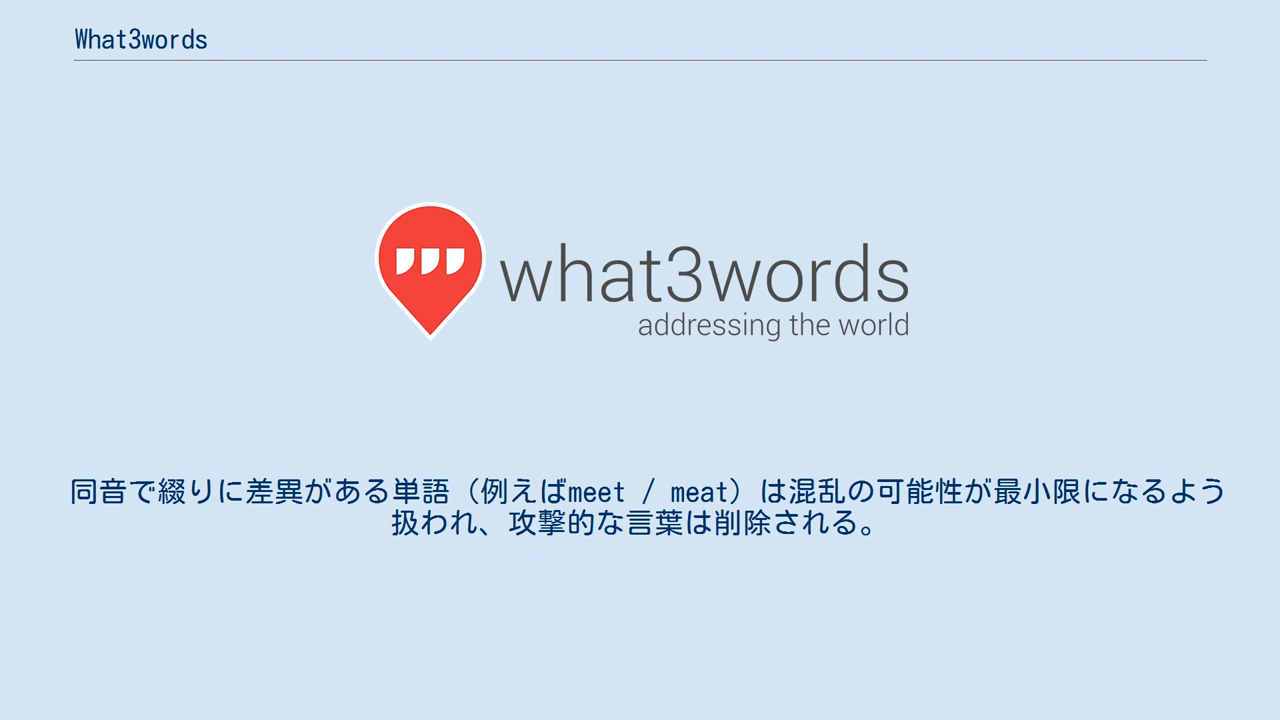 What3words
what3words
addressing the world
同音で綴りに差異がある単語（例えばmeet / meat）は混乱の可能性が最小限になるよう
扱われ、攻撃的な言葉は削除される。